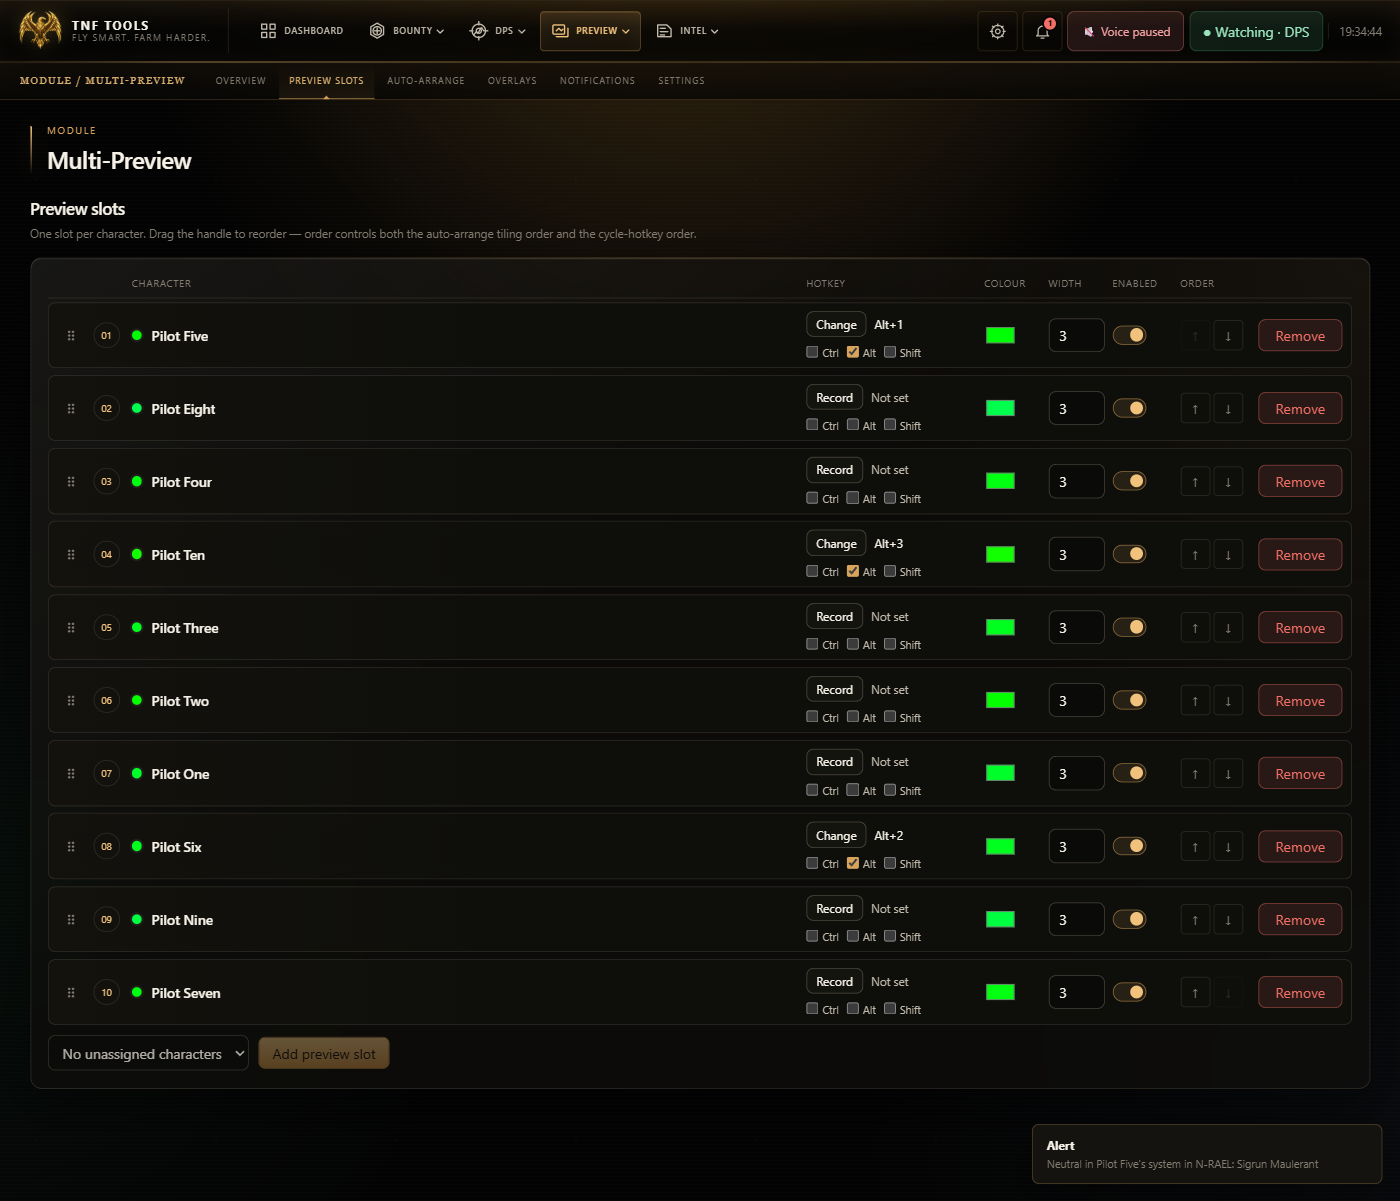 TNF TOOLS
FLY SMART. FARM HARDER.
DASHBOARD
BOUNTY
DPS
PREVIEW
INTEL
1
Voice paused
Watching · DPS
19:34:44
MODULE / MULTI-PREVIEW
OVERVIEW
PREVIEW SLOTS
AUTO-ARRANGE
OVERLAYS
NOTIFICATIONS
SETTINGS
MODULE
Multi-Preview
Preview slots
One slot per character. Drag the handle to reorder — order controls both the auto-arrange tiling order and the cycle-hotkey order.
CHARACTER HOTKEY COLOUR WIDTH ENABLED ORDER
01 Pilot Five Change Alt+1 3 ↑ ↓ Remove
Ctrl Alt Shift
02 Pilot Eight Record Not set 3 ↑ ↓ Remove
Ctrl Alt Shift
03 Pilot Four Record Not set 3 ↑ ↓ Remove
Ctrl Alt Shift
04 Pilot Ten Change Alt+3 3 ↑ ↓ Remove
Ctrl Alt Shift
05 Pilot Three Record Not set 3 ↑ ↓ Remove
Ctrl Alt Shift
06 Pilot Two Record Not set 3 ↑ ↓ Remove
Ctrl Alt Shift
07 Pilot One Record Not set 3 ↑ ↓ Remove
Ctrl Alt Shift
08 Pilot Six Change Alt+2 3 ↑ ↓ Remove
Ctrl Alt Shift
09 Pilot Nine Record Not set 3 ↑ ↓ Remove
Ctrl Alt Shift
10 Pilot Seven Record Not set 3 ↑ ↓ Remove
Ctrl Alt Shift
No unassigned characters
Add preview slot
Alert
Neutral in Pilot Five's system in N-RAEL: Sigrun Maulerant